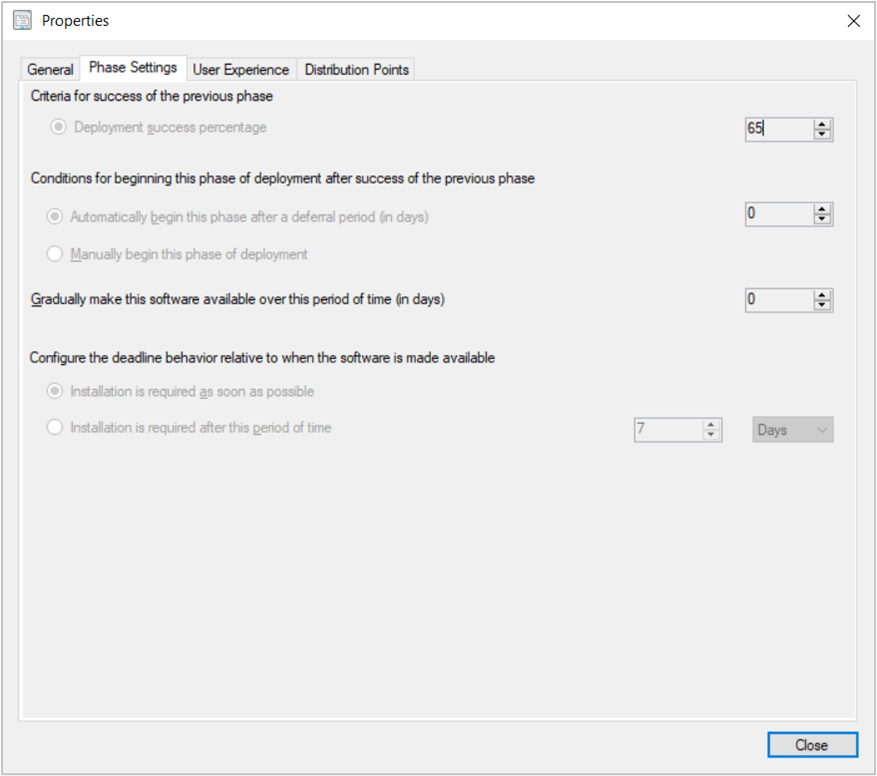 Properties
General
Phase Settings
User Experience
Distribution Points
Criteria for success of the previous phase
Deployment success percentage
65
Conditions for beginning this phase of deployment after success of the previous phase
Automatically begin this phase after a deferral period (in days)
0
Manually begin this phase of deployment
Gradually make this software available over this period of time (in days)
0
Configure the deadline behavior relative to when the software is made available
Installation is required as soon as possible
Installation is required after this period of time
7
Days
Close